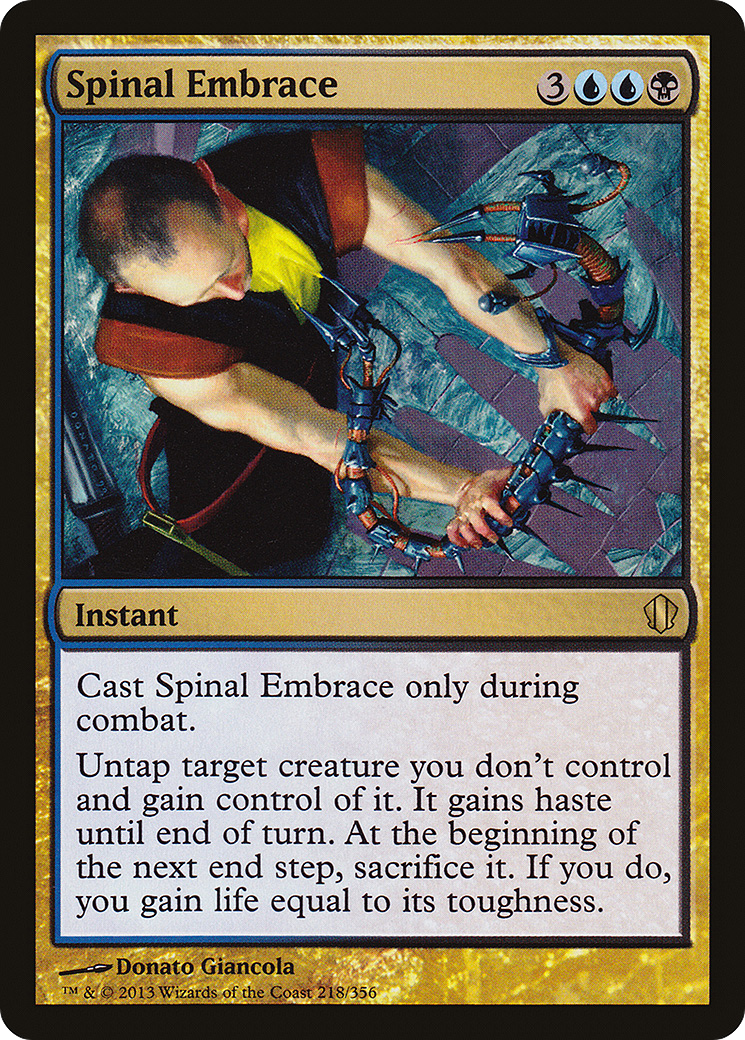 Spinal Embrace 3
Instant
Cast Spinal Embrace only during
combat.
Untap target creature you don't control
and gain control of it. It gains haste
until end of turn. At the beginning of
the next end step, sacrifice it. If you do,
you gain life equal to its toughness.
Donato Giancola
™ & © 2013 Wizards of the Coast 218/356